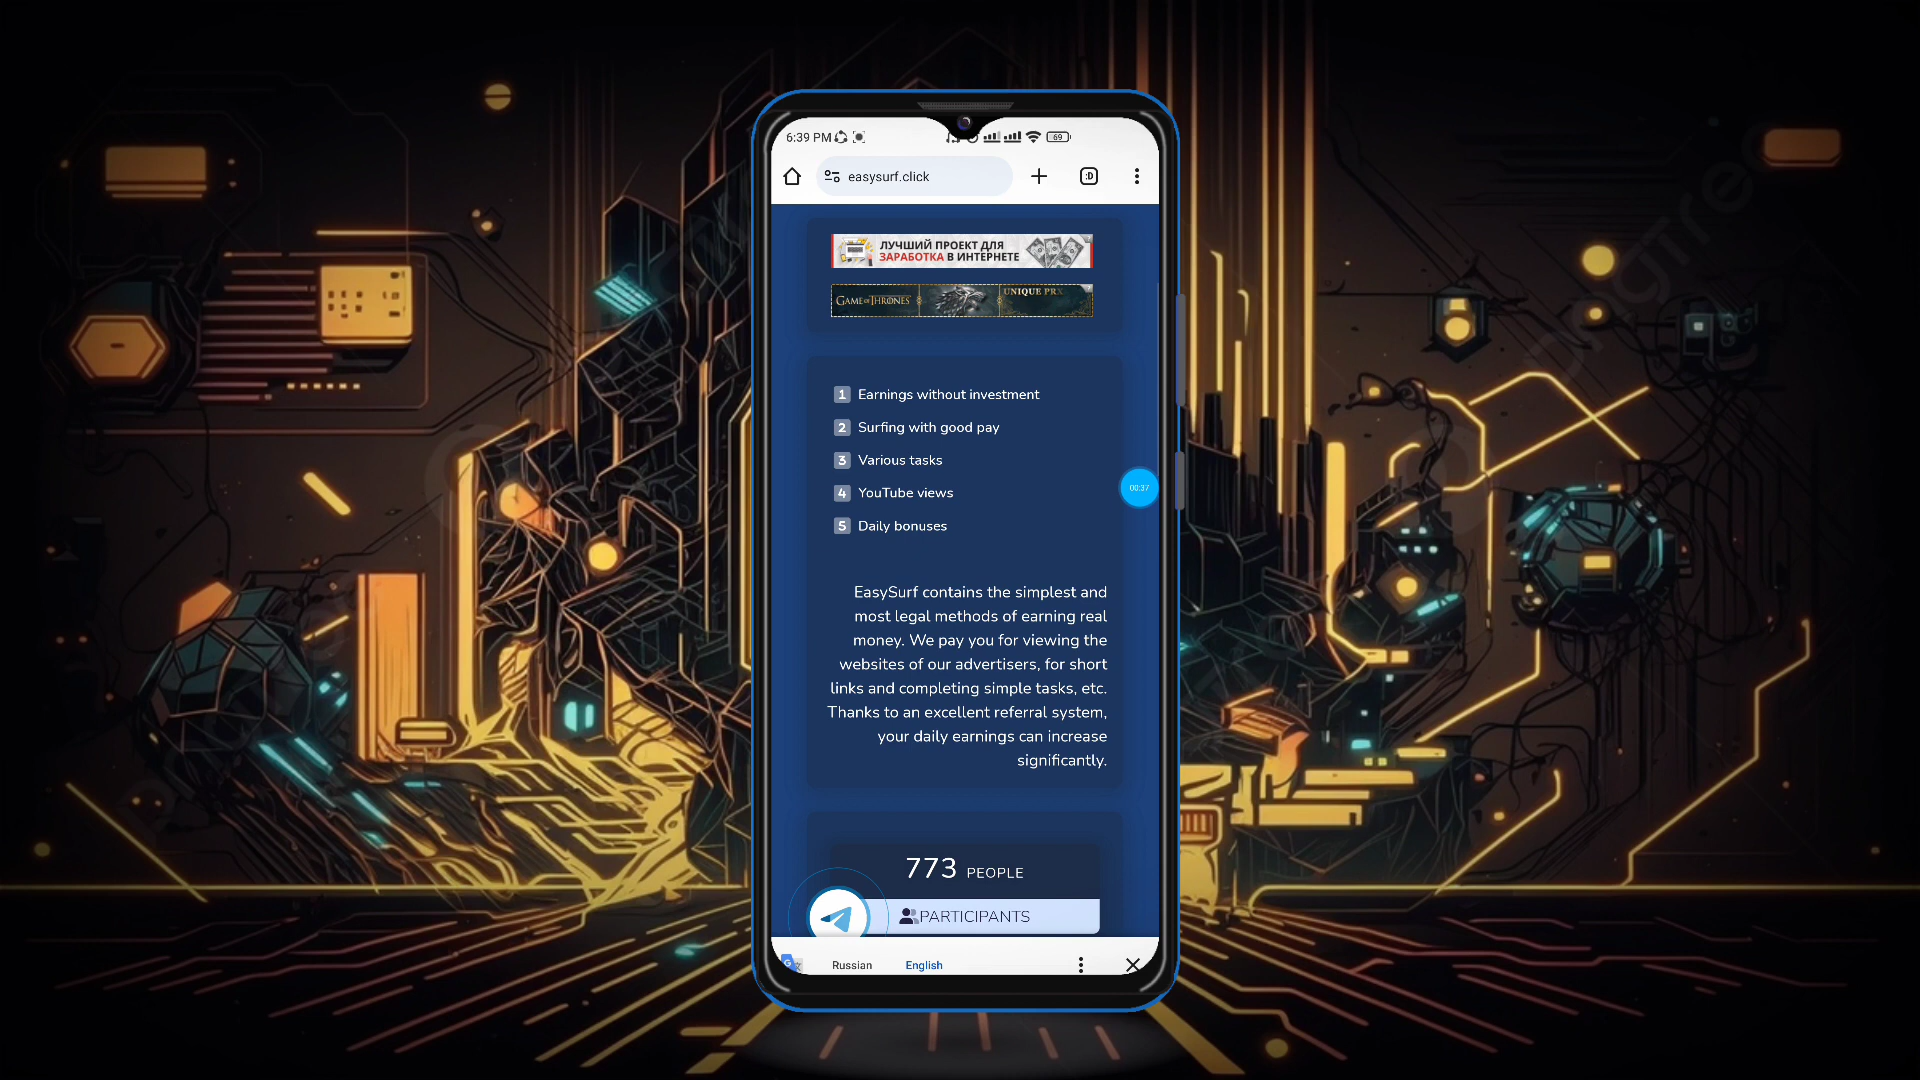 6:39 PM
69
easysurf.click
:D
ЛУЧШИЙ ПРОЕКТ ДЛЯ
ЗАРАБОТКА В ИНТЕРНЕТЕ
GAME OF THRONES
UNIQUE PRX
1 Earnings without investment
2 Surfing with good pay
3 Various tasks
4 YouTube views
5 Daily bonuses
00:37
EasySurf contains the simplest and
most legal methods of earning real
money. We pay you for viewing the
websites of our advertisers, for short
links and completing simple tasks, etc.
Thanks to an excellent referral system,
your daily earnings can increase
significantly.
773 PEOPLE
PARTICIPANTS
Russian
English